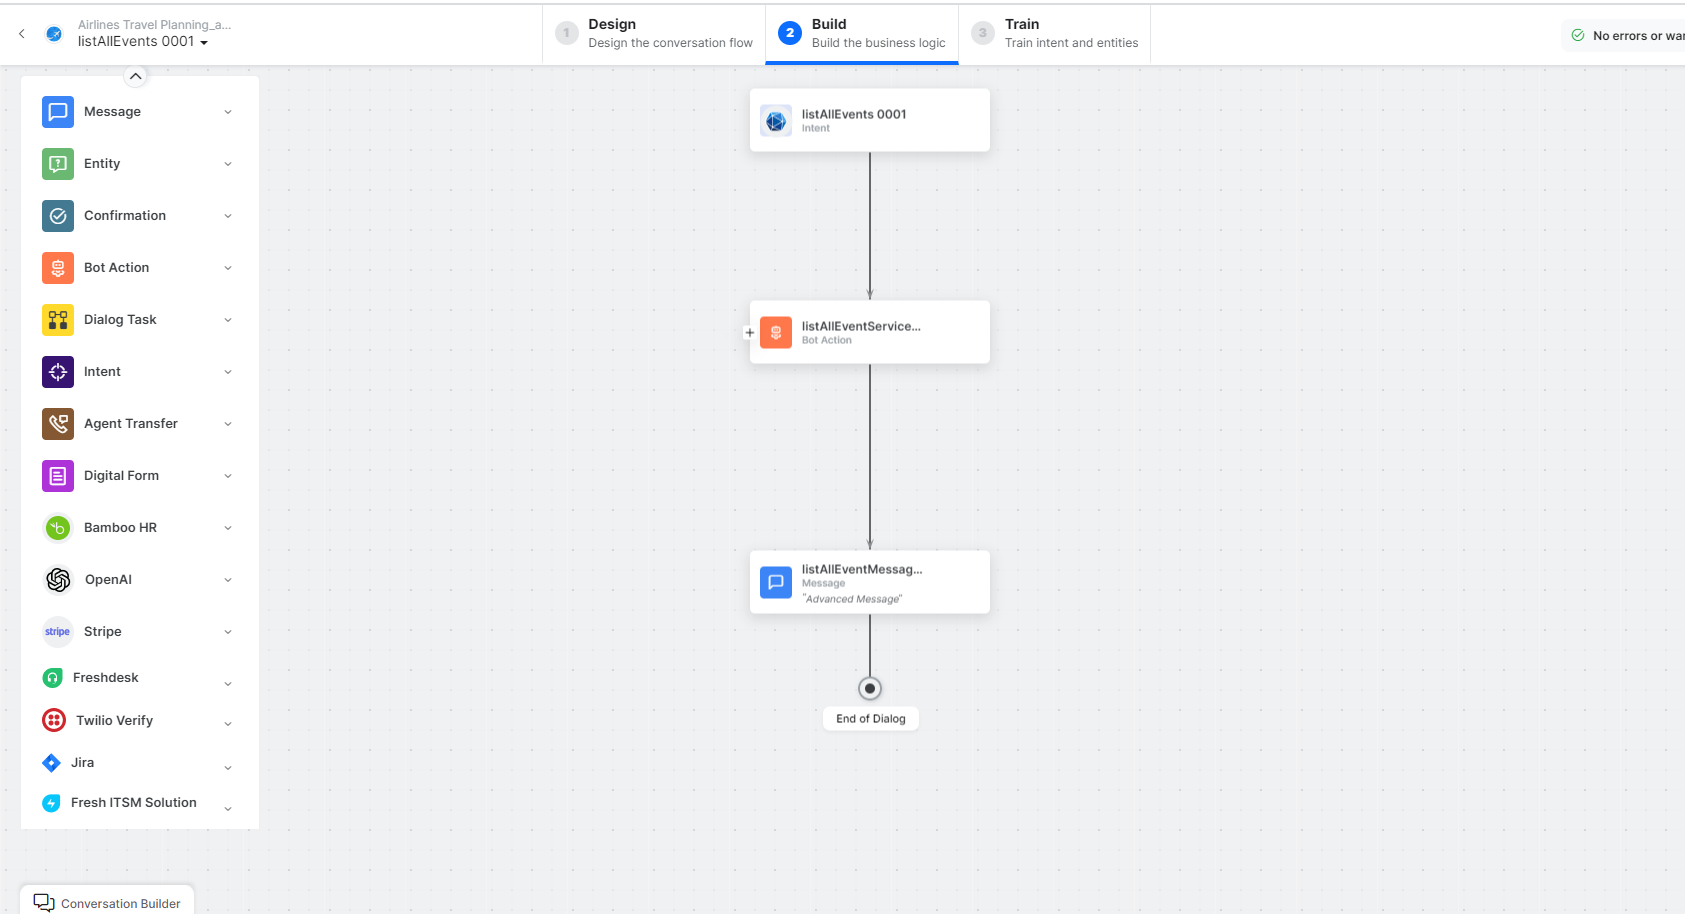 Airlines Travel Planning_a...
listAllEvents 0001
1
Design
Design the conversation flow
2
Build
Build the business logic
3
Train
Train intent and entities
No errors or war
Message
Entity
Confirmation
Bot Action
Dialog Task
Intent
Agent Transfer
Digital Form
Bamboo HR
OpenAI
stripe
Stripe
Freshdesk
Twilio Verify
Jira
Fresh ITSM Solution
Conversation Builder
listAllEvents 0001
Intent
listAllEventService...
Bot Action
listAllEventMessag...
Message
"Advanced Message"
End of Dialog